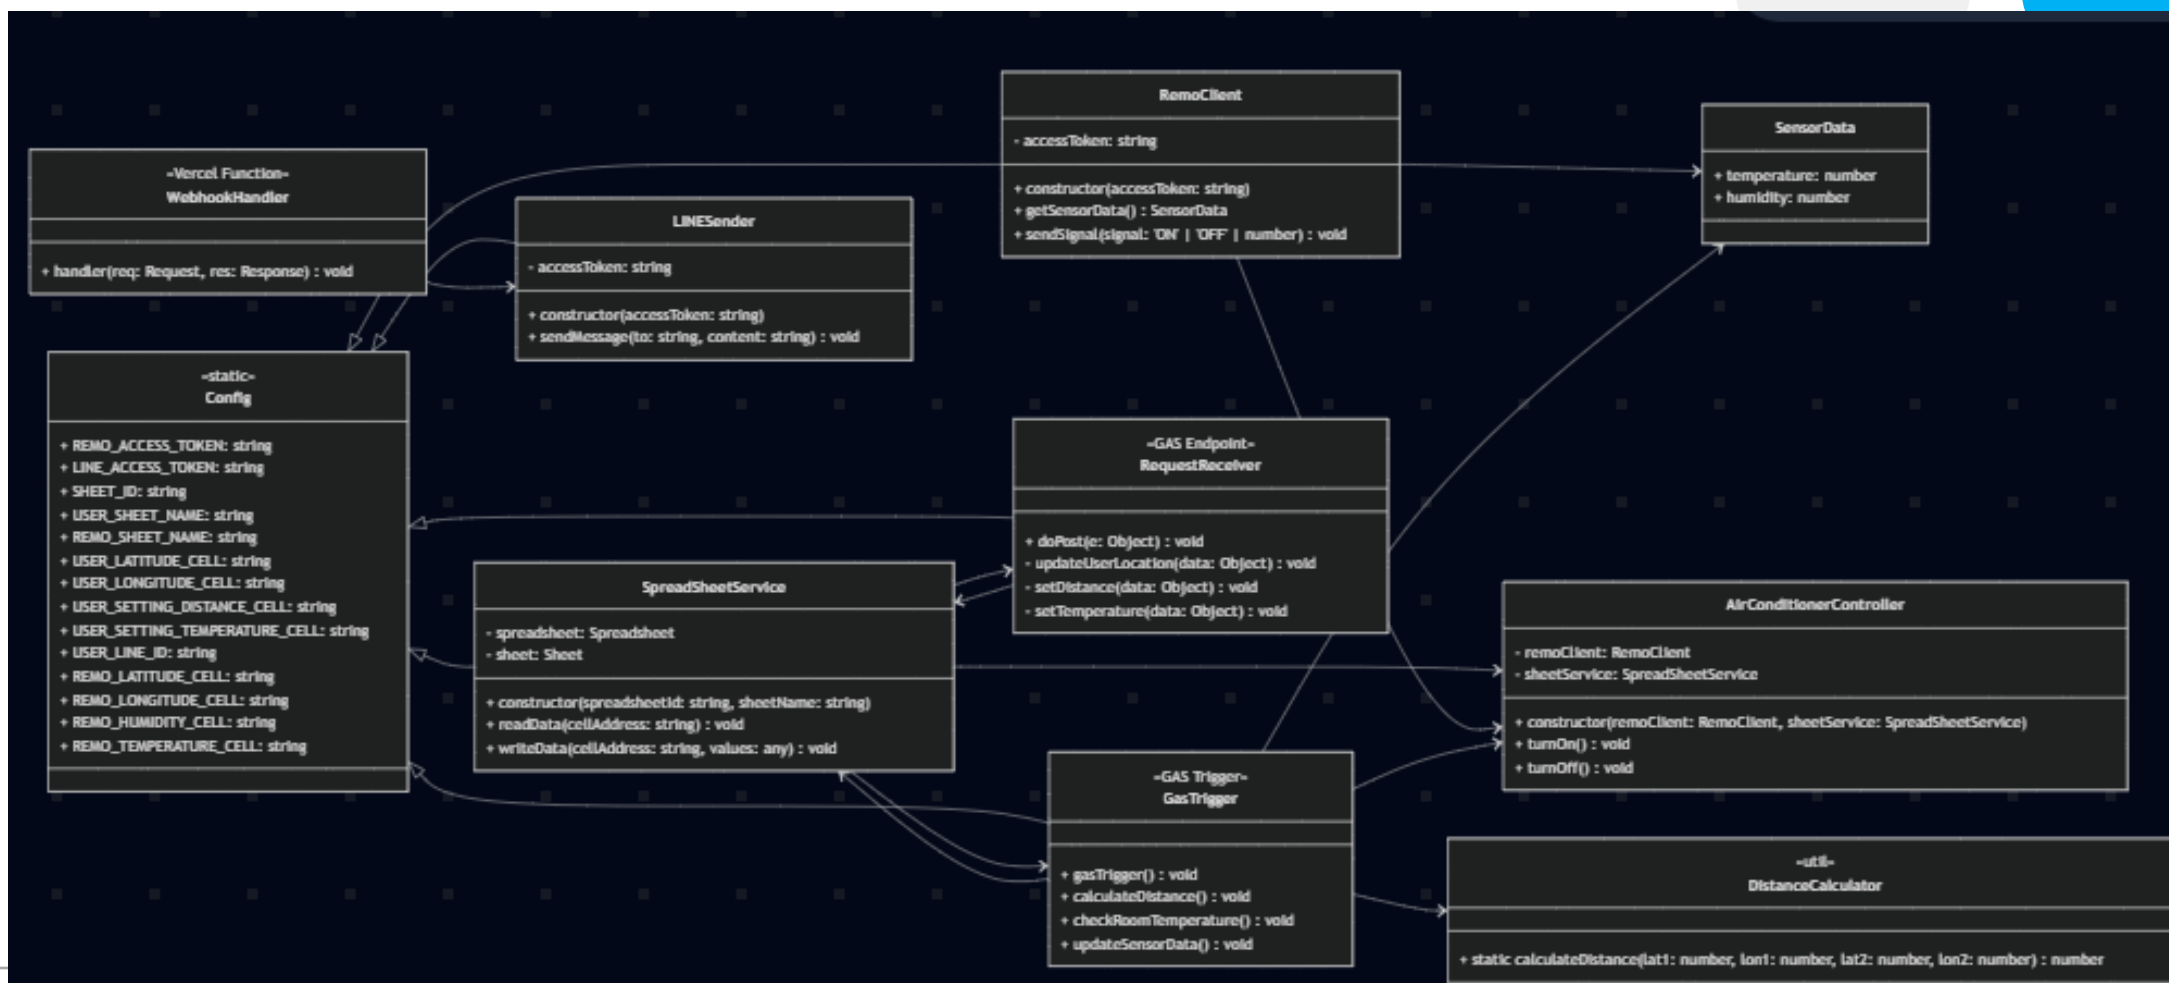 «Vercel Function»
WebhookHandler
+ handler(req: Request, res: Response) : void
LINESender
- accessToken: string
+ constructor(accessToken: string)
+ sendMessage(to: string, content: string) : void
RemoClient
- accessToken: string
+ constructor(accessToken: string)
+ getSensorData() : SensorData
+ sendSignal(signal: 'ON' | 'OFF' | number) : void
SensorData
+ temperature: number
+ humidity: number
«static»
Config
+ REMO_ACCESS_TOKEN: string
+ LINE_ACCESS_TOKEN: string
+ SHEET_ID: string
+ USER_SHEET_NAME: string
+ REMO_SHEET_NAME: string
+ USER_LATITUDE_CELL: string
+ USER_LONGITUDE_CELL: string
+ USER_SETTING_DISTANCE_CELL: string
+ USER_SETTING_TEMPERATURE_CELL: string
+ USER_LINE_ID: string
+ REMO_LATITUDE_CELL: string
+ REMO_LONGITUDE_CELL: string
+ REMO_HUMIDITY_CELL: string
+ REMO_TEMPERATURE_CELL: string
«GAS Endpoint»
RequestReceiver
+ doPost(e: Object) : void
- updateUserLocation(data: Object) : void
- setDistance(data: Object) : void
- setTemperature(data: Object) : void
SpreadSheetService
- spreadsheet: Spreadsheet
- sheet: Sheet
+ constructor(spreadsheetId: string, sheetName: string)
+ readData(cellAddress: string) : void
+ writeData(cellAddress: string, values: any) : void
AirConditionerController
- remoClient: RemoClient
- sheetService: SpreadSheetService
+ constructor(remoClient: RemoClient, sheetService: SpreadSheetService)
+ turnOn() : void
+ turnOff() : void
«GAS Trigger»
GasTrigger
+ gasTrigger() : void
+ calculateDistance() : void
+ checkRoomTemperature() : void
+ updateSensorData() : void
«util»
DistanceCalculator
+ static calculateDistance(lat1: number, lon1: number, lat2: number, lon2: number) : number